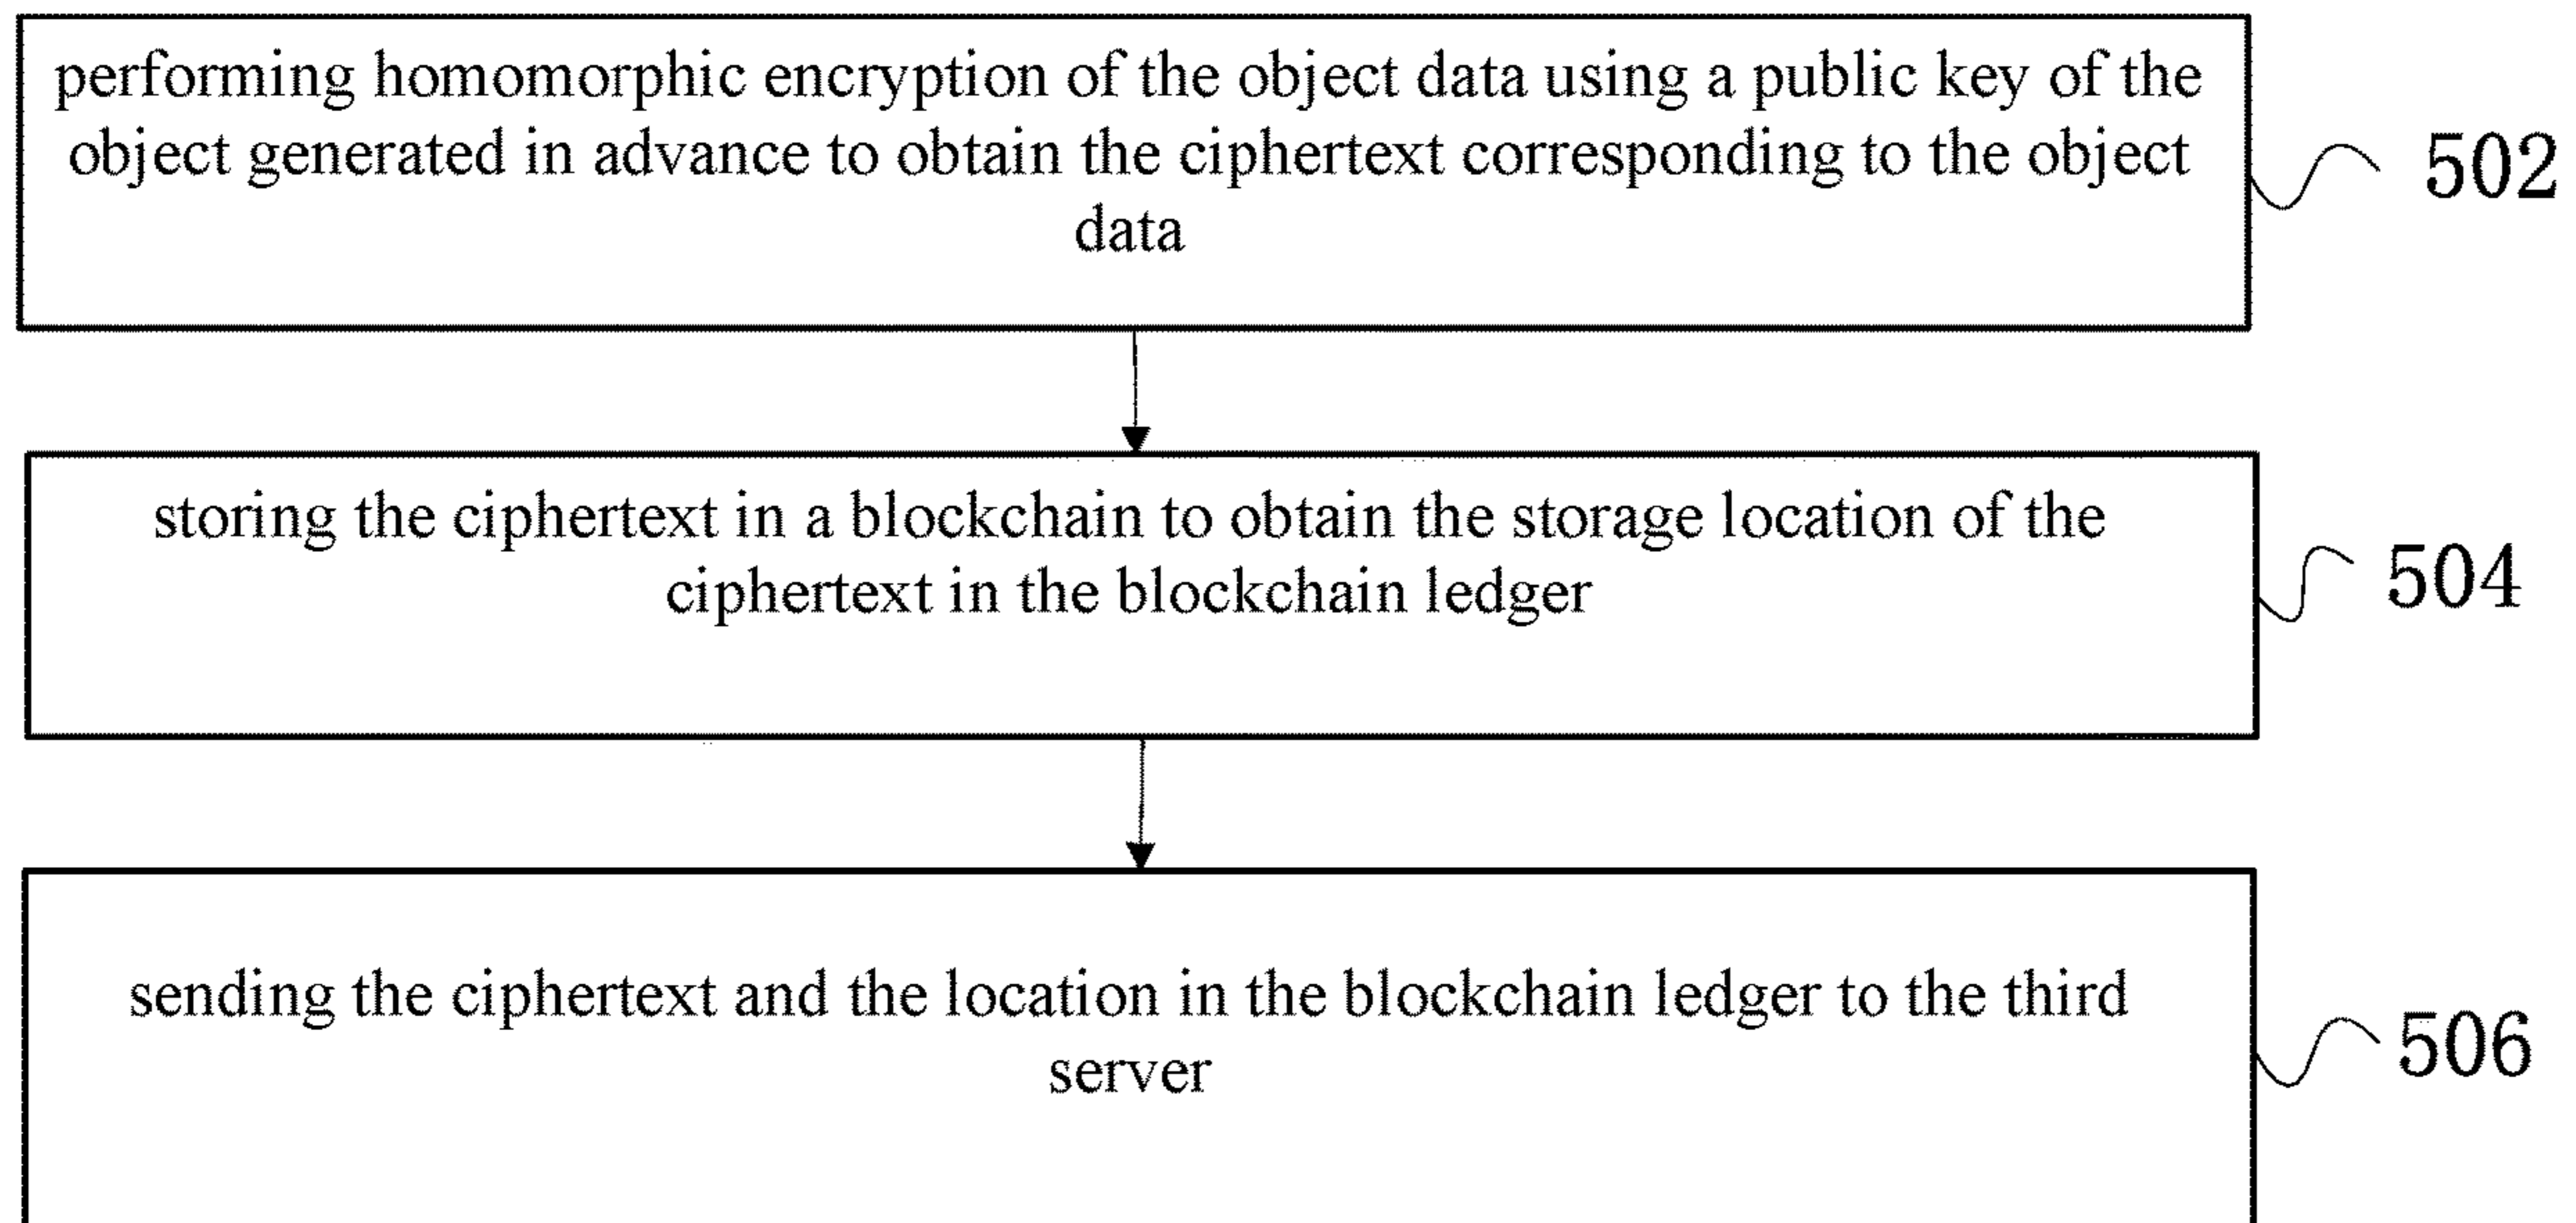 performing homomorphic encryption of the object data using a public key of the
object generated in advance to obtain the ciphertext corresponding to the object
data
502
storing the ciphertext in a blockchain to obtain the storage location of the
ciphertext in the blockchain ledger
504
sending the ciphertext and the location in the blockchain ledger to the third
server
506